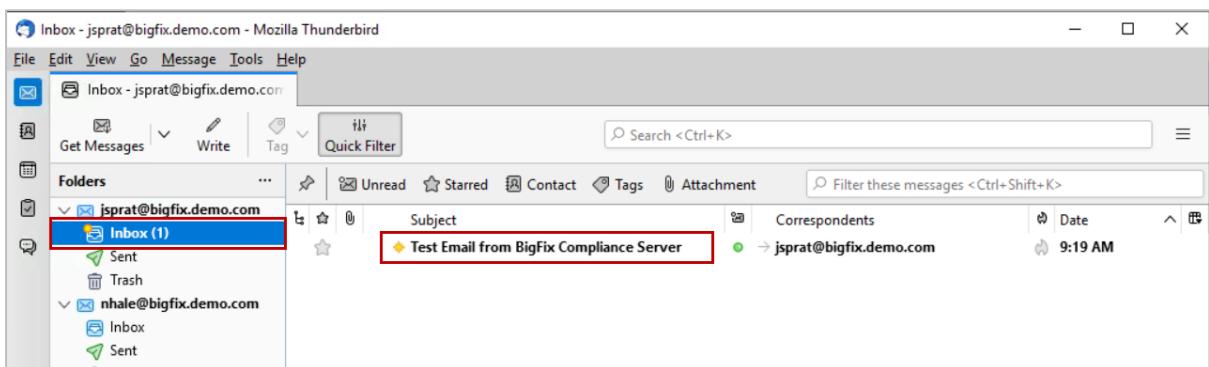 Inbox - jsprat@bigfix.demo.com - Mozilla Thunderbird
File Edit View Go Message Tools Help
Inbox - jsprat@bigfix.demo.com
Get Messages Write Tag Quick Filter Search <Ctrl+K>
Folders ... Unread Starred Contact Tags Attachment Filter these messages <Ctrl+Shift+K>
jsprat@bigfix.demo.com Subject Correspondents Date
Inbox (1) Test Email from BigFix Compliance Server jsprat@bigfix.demo.com 9:19 AM
Sent
Trash
nhale@bigfix.demo.com
Inbox
Sent